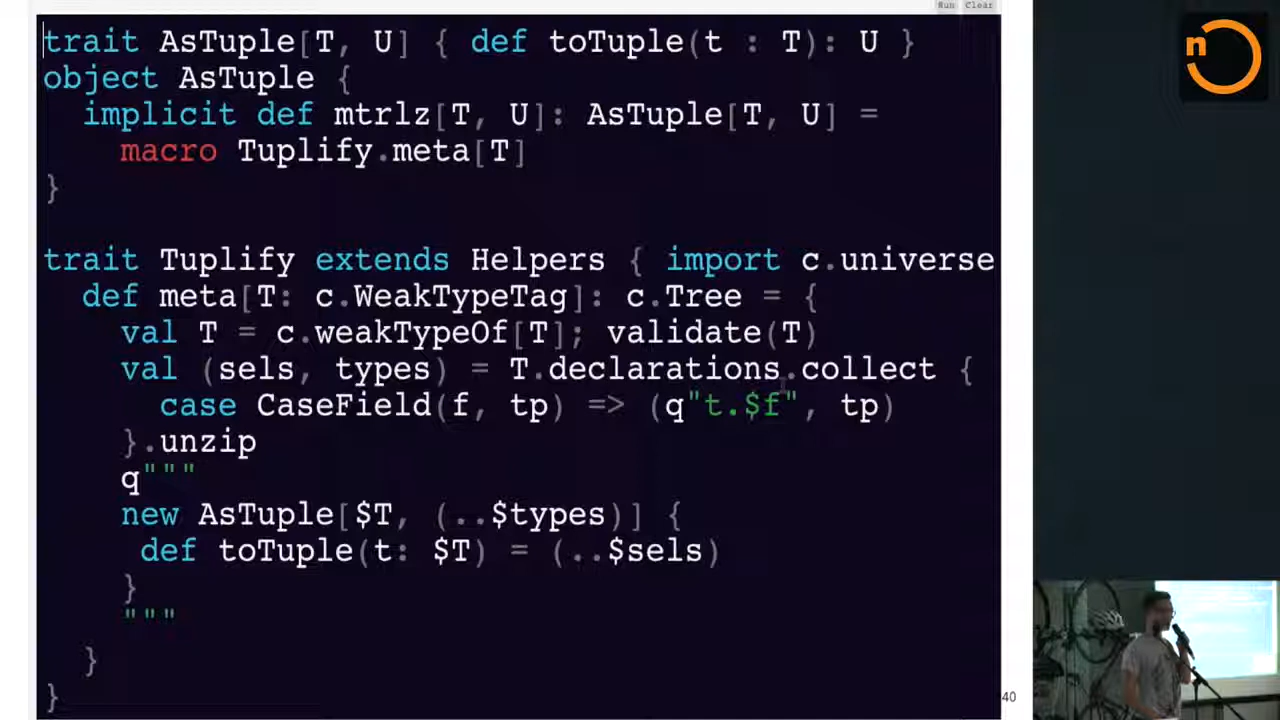 Run Clear
trait AsTuple[T, U] { def toTuple(t : T): U }
object AsTuple {
  implicit def mtrlz[T, U]: AsTuple[T, U] =
    macro Tuplify.meta[T]
}
trait Tuplify extends Helpers { import c.universe
  def meta[T: c.WeakTypeTag]: c.Tree = {
    val T = c.weakTypeOf[T]; validate(T)
    val (sels, types) = T.declarations.collect {
      case CaseField(f, tp) => (q"t.$f", tp)
    }.unzip
    q"""
    new AsTuple[$T, (..$types)] {
     def toTuple(t: $T) = (..$sels)
    }
    """
  }
}
n
40